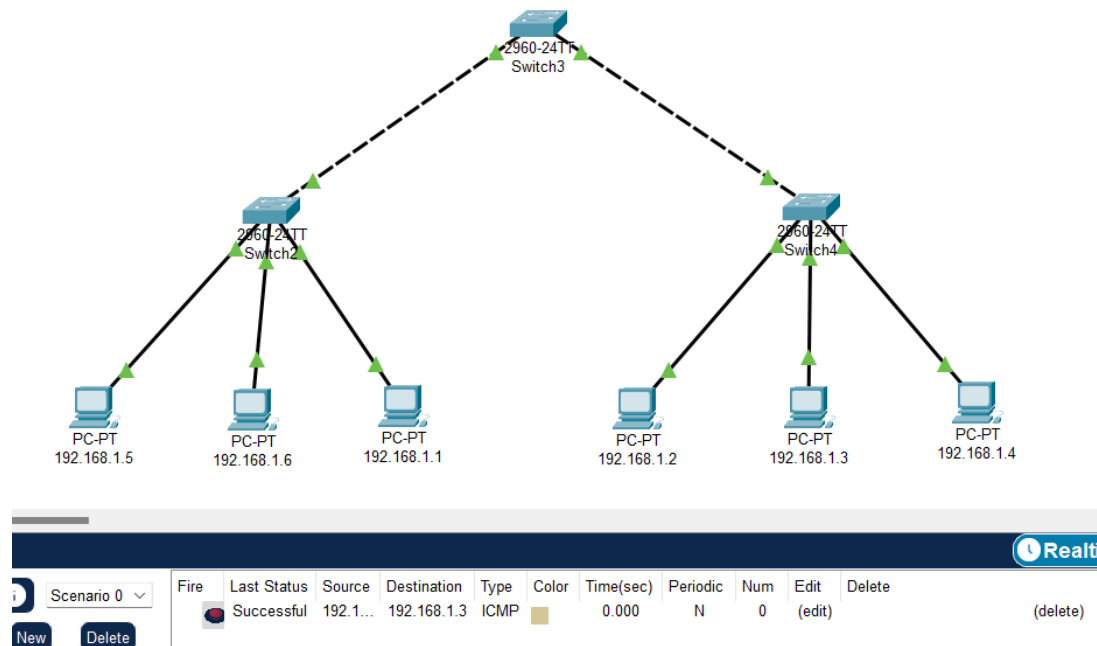 2960-24TT
Switch3
2960-24TT
Switch2
2960-24TT
Switch4
PC-PT
192.168.1.5
PC-PT
192.168.1.6
PC-PT
192.168.1.1
PC-PT
192.168.1.2
PC-PT
192.168.1.3
PC-PT
192.168.1.4
Realti
Scenario 0
Fire Last Status Source Destination Type Color Time(sec) Periodic Num Edit Delete
Successful 192.1... 192.168.1.3 ICMP 0.000 N 0 (edit) (delete)
New Delete